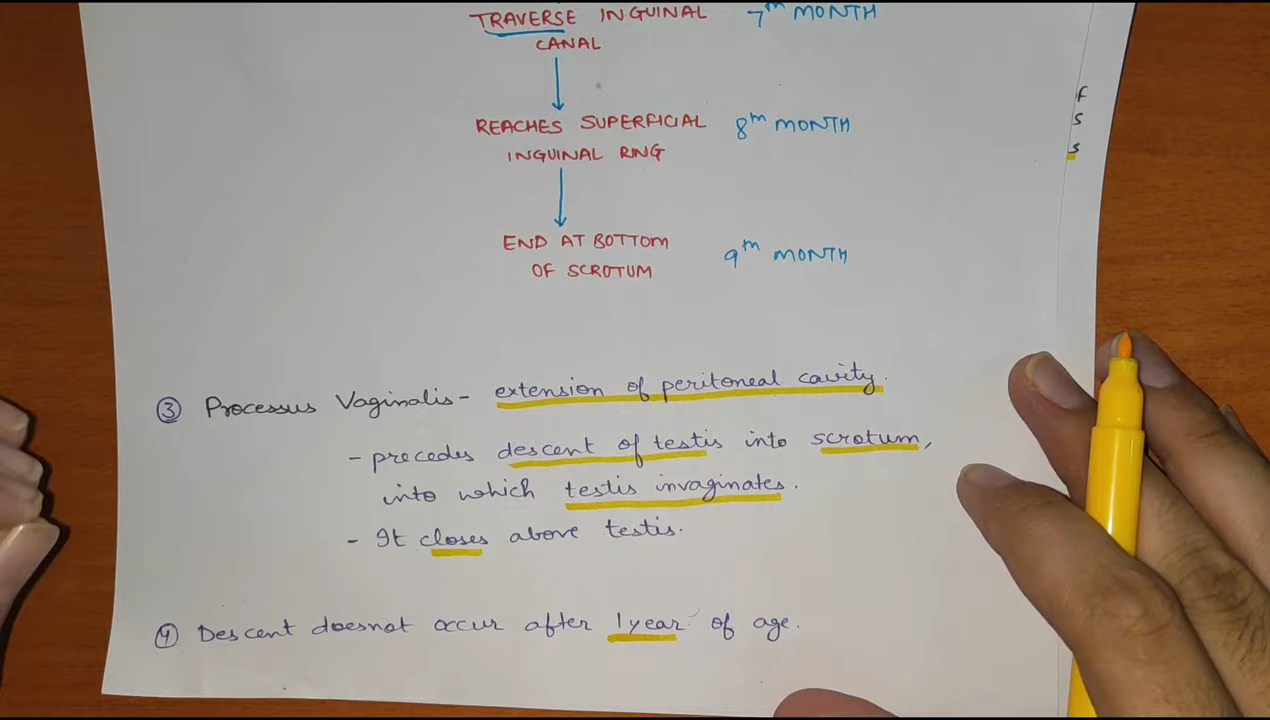 TRAVERSE INGUINAL 7th MONTH
CANAL
REACHES SUPERFICIAL 8th MONTH
INGUINAL RING
END AT BOTTOM 9th MONTH
OF SCROTUM
③ Processus Vaginalis - extension of peritoneal cavity.
- precedes descent of testis into scrotum,
into which testis invaginates.
- It closes above testis.
④ Descent doesnot occur after 1 year of age.
f
s
s